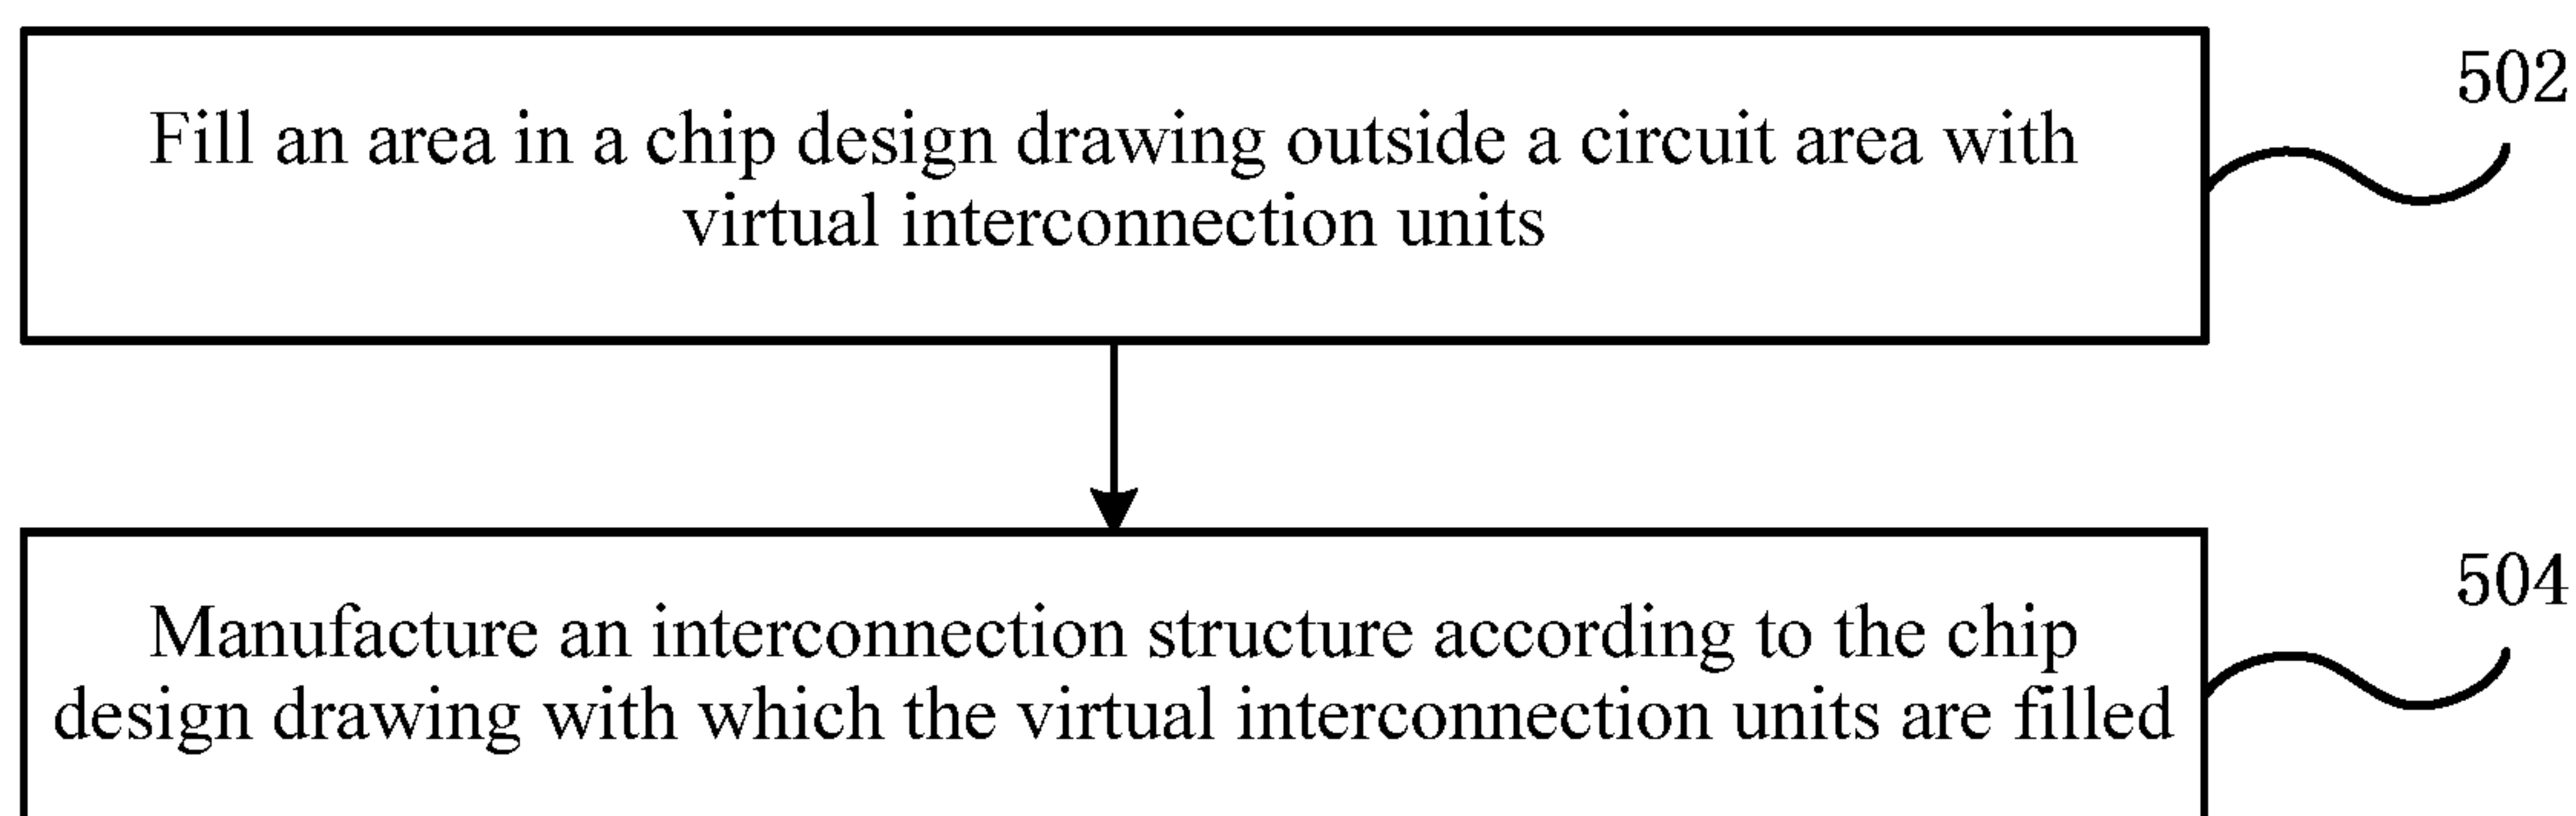 502
Fill an area in a chip design drawing outside a circuit area with
virtual interconnection units
504
Manufacture an interconnection structure according to the chip
design drawing with which the virtual interconnection units are filled